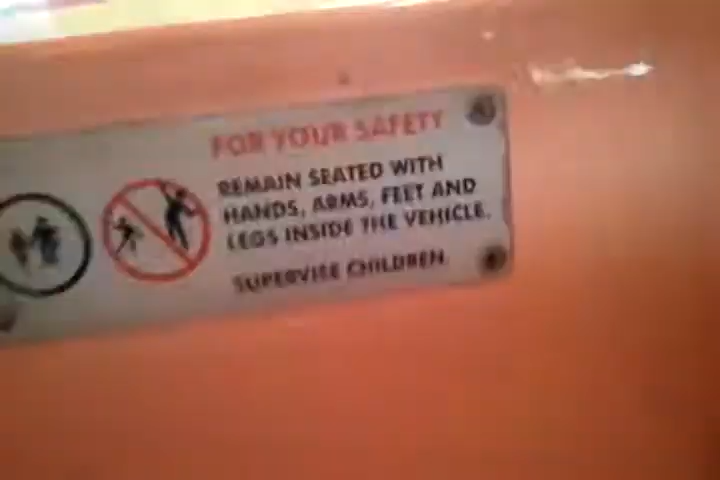 FOR YOUR SAFETY
REMAIN SEATED WITH
HANDS, ARMS, FEET AND
LEGS INSIDE THE VEHICLE.
SUPERVISE CHILDREN